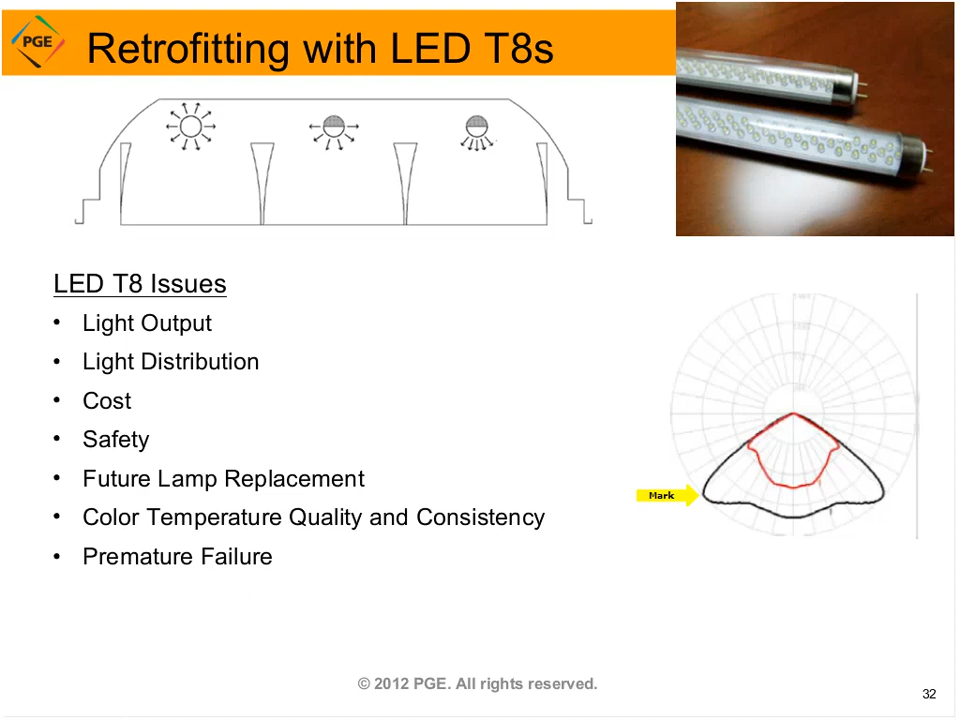 PGE
Retrofitting with LED T8s
LED T8 Issues
• Light Output
• Light Distribution
• Cost
• Safety
• Future Lamp Replacement
• Color Temperature Quality and Consistency
• Premature Failure
Mark
© 2012 PGE. All rights reserved.
32